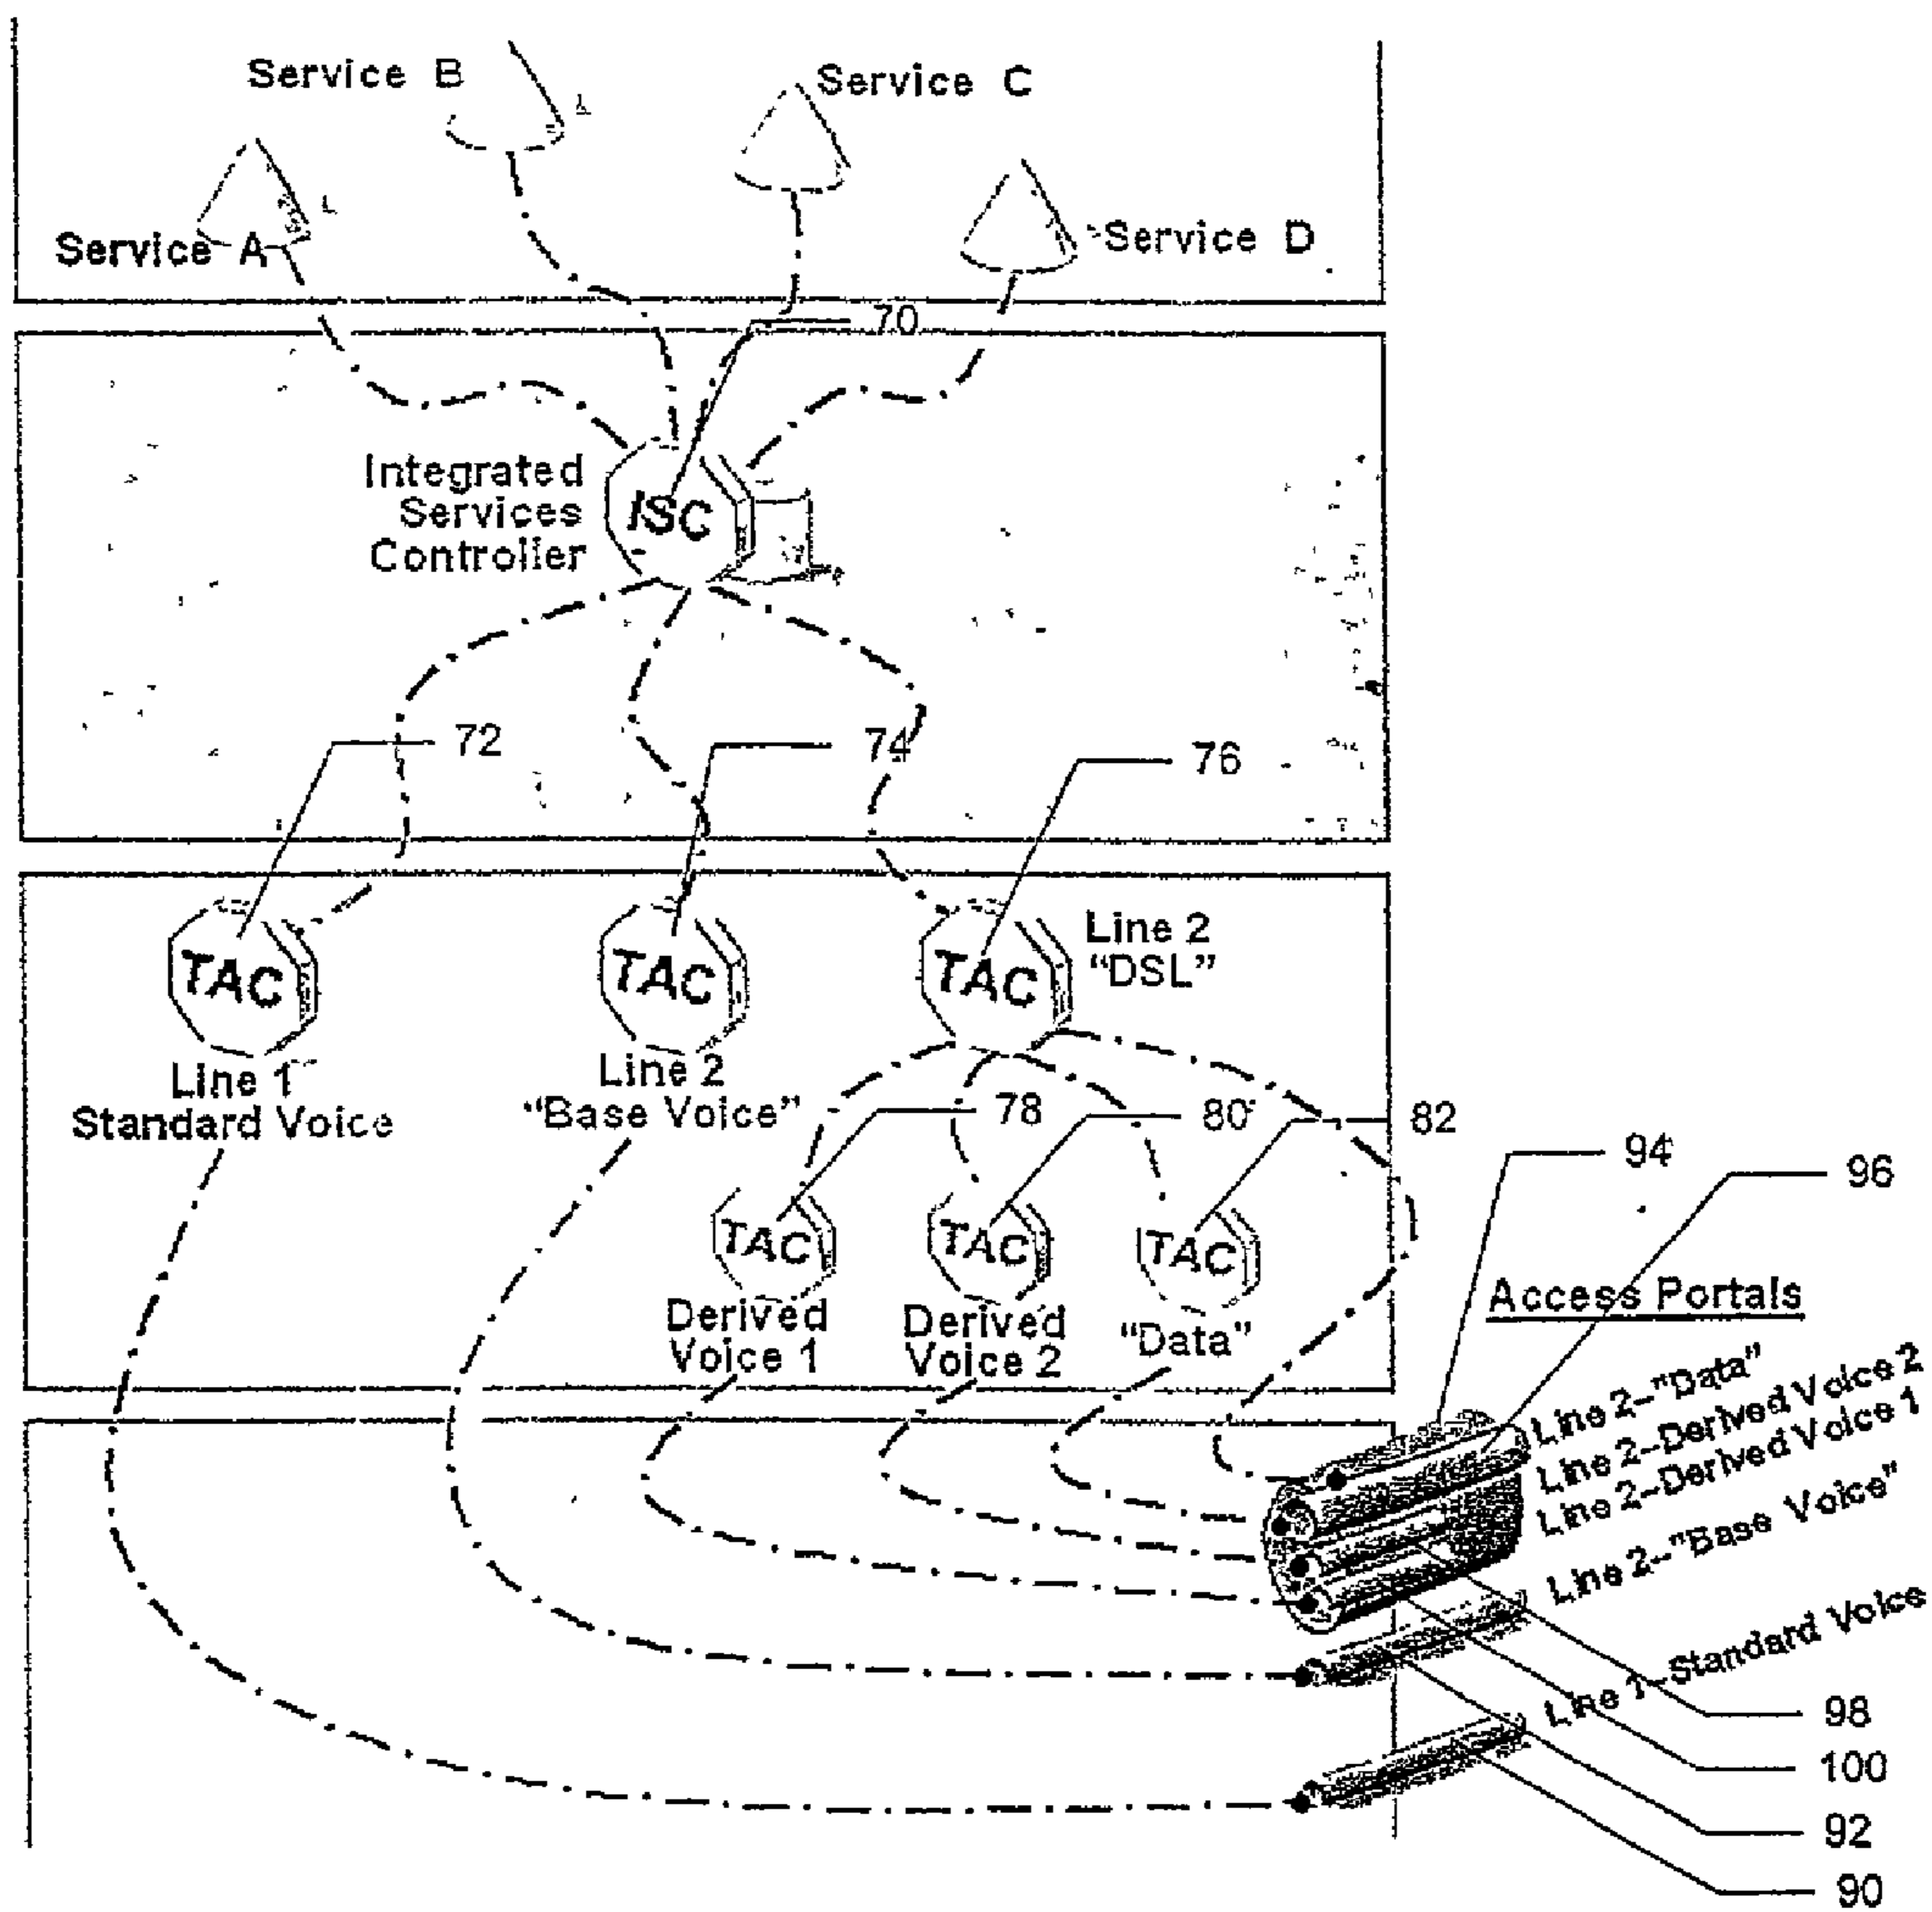 Service B
Service C
Service A
Service D
70
Integrated
Services
Controller
ISC
72
74
76
TAC
TAC
TAC
Line 2
“DSL”
Line 1
Standard Voice
Line 2
“Base Voice”
78
80
82
94
96
TAC
TAC
TAC
Derived
Voice 1
Derived
Voice 2
“Data”
Access Portals
Line 2–"Data"
Line 2–Derived Voice 2
Line 2–Derived Voice 1
Line 2–"Base Voice"
Line 1–Standard Voice
98
100
92
90